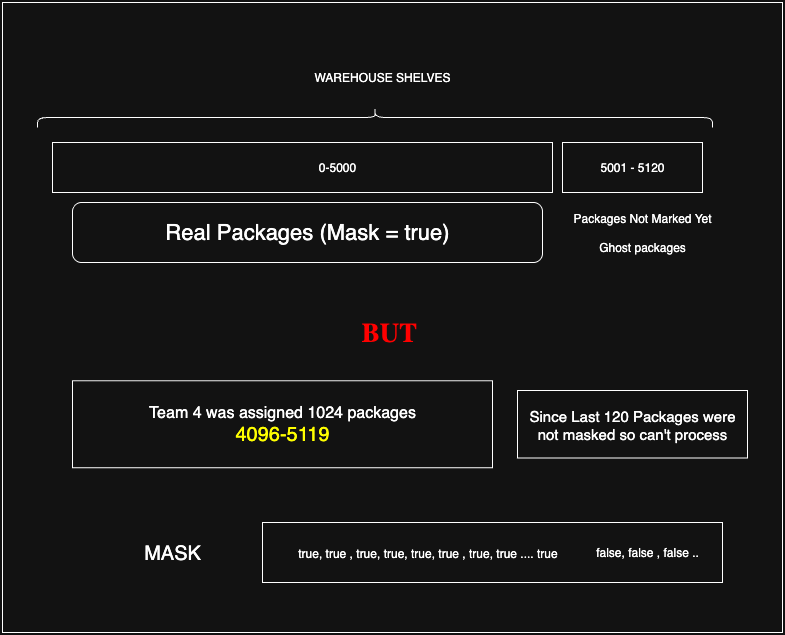 WAREHOUSE SHELVES
0-5000
5001 - 5120
Real Packages (Mask = true)
Packages Not Marked Yet
Ghost packages
BUT
Team 4 was assigned 1024 packages
4096-5119
Since Last 120 Packages were
not masked so can't process
MASK
true, true , true, true, true, true , true, true .... true
false, false , false ..